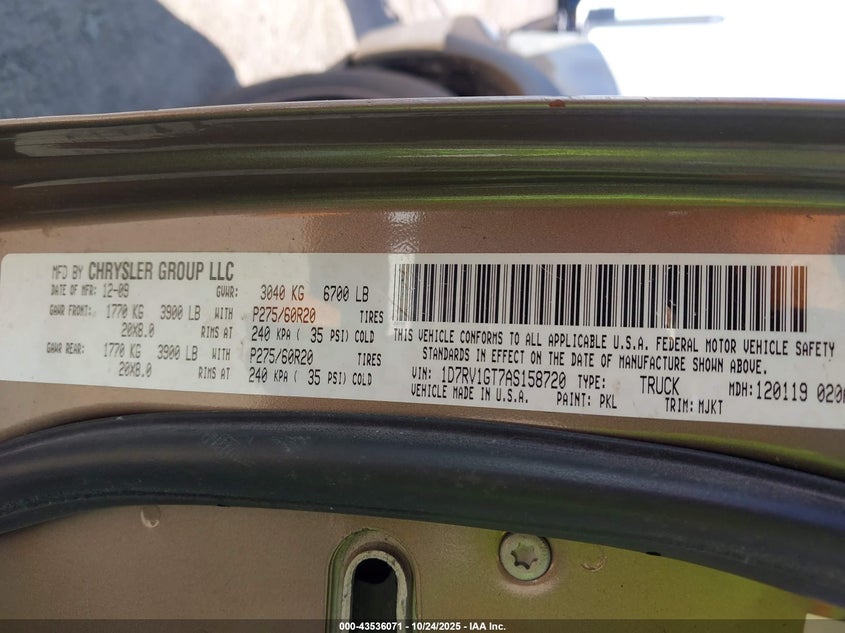 MFD BY CHRYSLER GROUP LLC
DATE OF MFR: 12-09 GVWR: 3040 KG 6700 LB
GAWR FRONT: 1770 KG 3900 LB WITH P275/60R20 TIRES
20X8.0 RIMS AT 240 KPA ( 35 PSI) COLD
GAWR REAR: 1770 KG 3900 LB WITH P275/60R20 TIRES
20X8.0 RIMS AT 240 KPA ( 35 PSI) COLD
THIS VEHICLE CONFORMS TO ALL APPLICABLE U.S.A. FEDERAL MOTOR VEHICLE SAFETY
STANDARDS IN EFFECT ON THE DATE OF MANUFACTURE SHOWN ABOVE.
VIN: 1D7RV1GT7AS158720 TYPE: TRUCK MDH: 120119 020
VEHICLE MADE IN U.S.A. PAINT: PKL TRIM: MJKT
000-43536071 - 10/24/2025 - IAA Inc.